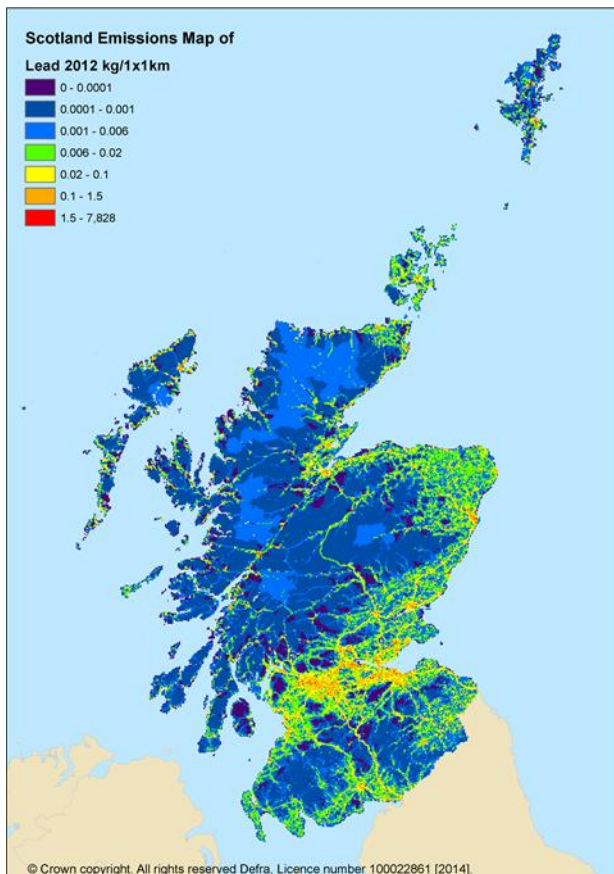 Scotland Emissions Map of
Lead 2012 kg/1x1km
0 - 0.0001
0.0001 - 0.001
0.001 - 0.006
0.006 - 0.02
0.02 - 0.1
0.1 - 1.5
1.5 - 7,828
© Crown copyright. All rights reserved Defra, Licence number 100022861 [2014].